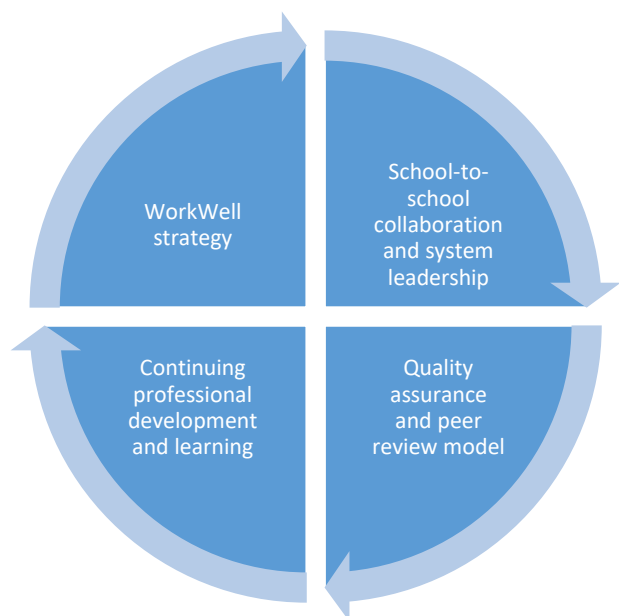 WorkWell
strategy
School-to-
school
collaboration
and system
leadership
Continuing
professional
development
and learning
Quality
assurance
and peer
review model